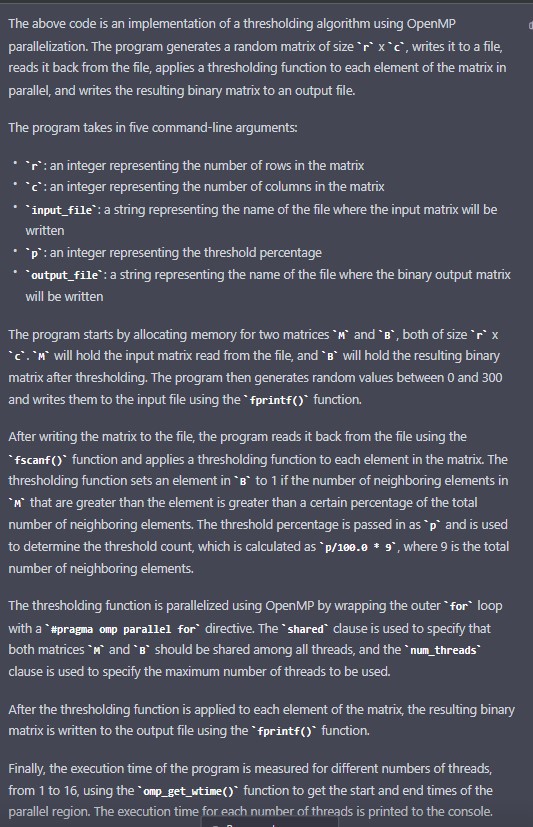 The above code is an implementation of a thresholding algorithm using OpenMP
parallelization. The program generates a random matrix of size `r` x `c`, writes it to a file,
reads it back from the file, applies a thresholding function to each element of the matrix in
parallel, and writes the resulting binary matrix to an output file.
The program takes in five command-line arguments:
• `r`: an integer representing the number of rows in the matrix
• `c`: an integer representing the number of columns in the matrix
• `input_file`: a string representing the name of the file where the input matrix will be
written
• `p`: an integer representing the threshold percentage
• `output_file`: a string representing the name of the file where the binary output matrix
will be written
The program starts by allocating memory for two matrices `M` and `B`, both of size `r` x
`c`. `M` will hold the input matrix read from the file, and `B` will hold the resulting binary
matrix after thresholding. The program then generates random values between 0 and 300
and writes them to the input file using the `fprintf()` function.
After writing the matrix to the file, the program reads it back from the file using the
`fscanf()` function and applies a thresholding function to each element in the matrix. The
thresholding function sets an element in `B` to 1 if the number of neighboring elements in
`M` that are greater than the element is greater than a certain percentage of the total
number of neighboring elements. The threshold percentage is passed in as `p` and is used
to determine the threshold count, which is calculated as `p/100.0 * 9`, where 9 is the total
number of neighboring elements.
The thresholding function is parallelized using OpenMP by wrapping the outer `for` loop
with a `#pragma omp parallel for` directive. The `shared` clause is used to specify that
both matrices `M` and `B` should be shared among all threads, and the `num_threads`
clause is used to specify the maximum number of threads to be used.
After the thresholding function is applied to each element of the matrix, the resulting binary
matrix is written to the output file using the `fprintf()` function.
Finally, the execution time of the program is measured for different numbers of threads,
from 1 to 16, using the `omp_get_wtime()` function to get the start and end times of the
parallel region. The execution time for each number of threads is printed to the console.